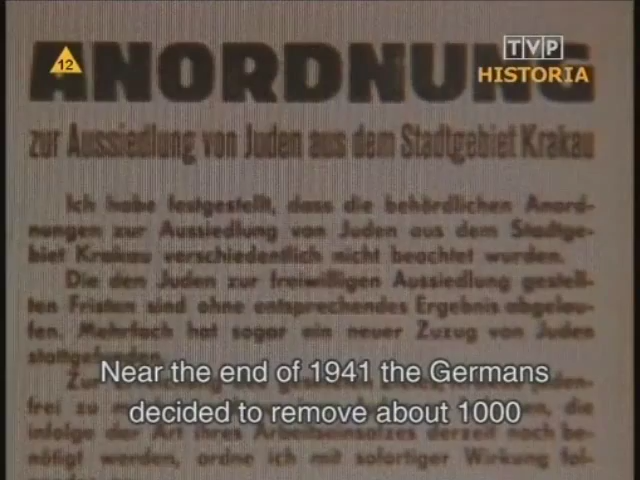 ANORDNUNG
12
TVP
HISTORIA
zur Aussiedlung von Juden aus dem Stadtgebiet Krakau
Ich habe festgestellt, dass die behördlichen Anord-
nungen zur Aussiedlung von Juden aus dem Stadtge-
biet Krakau verschiedentlich nicht beachtet wurden.
Die den Juden zur freiwilligen Aussiedlung gestell-
ten Fristen sind ohne entsprechendes Ergebnis abgelau-
fen. Mehrfach hat sogar ein neuer Zuzug von Juden
stattgefunden.
Near the end of 1941 the Germans
decided to remove about 1000
frei zu die
infolge der Art ihres Arbeitseinsatzes derzeit noch be-
nötigt werden, ordne ich mit sofortiger Wirkung fol-